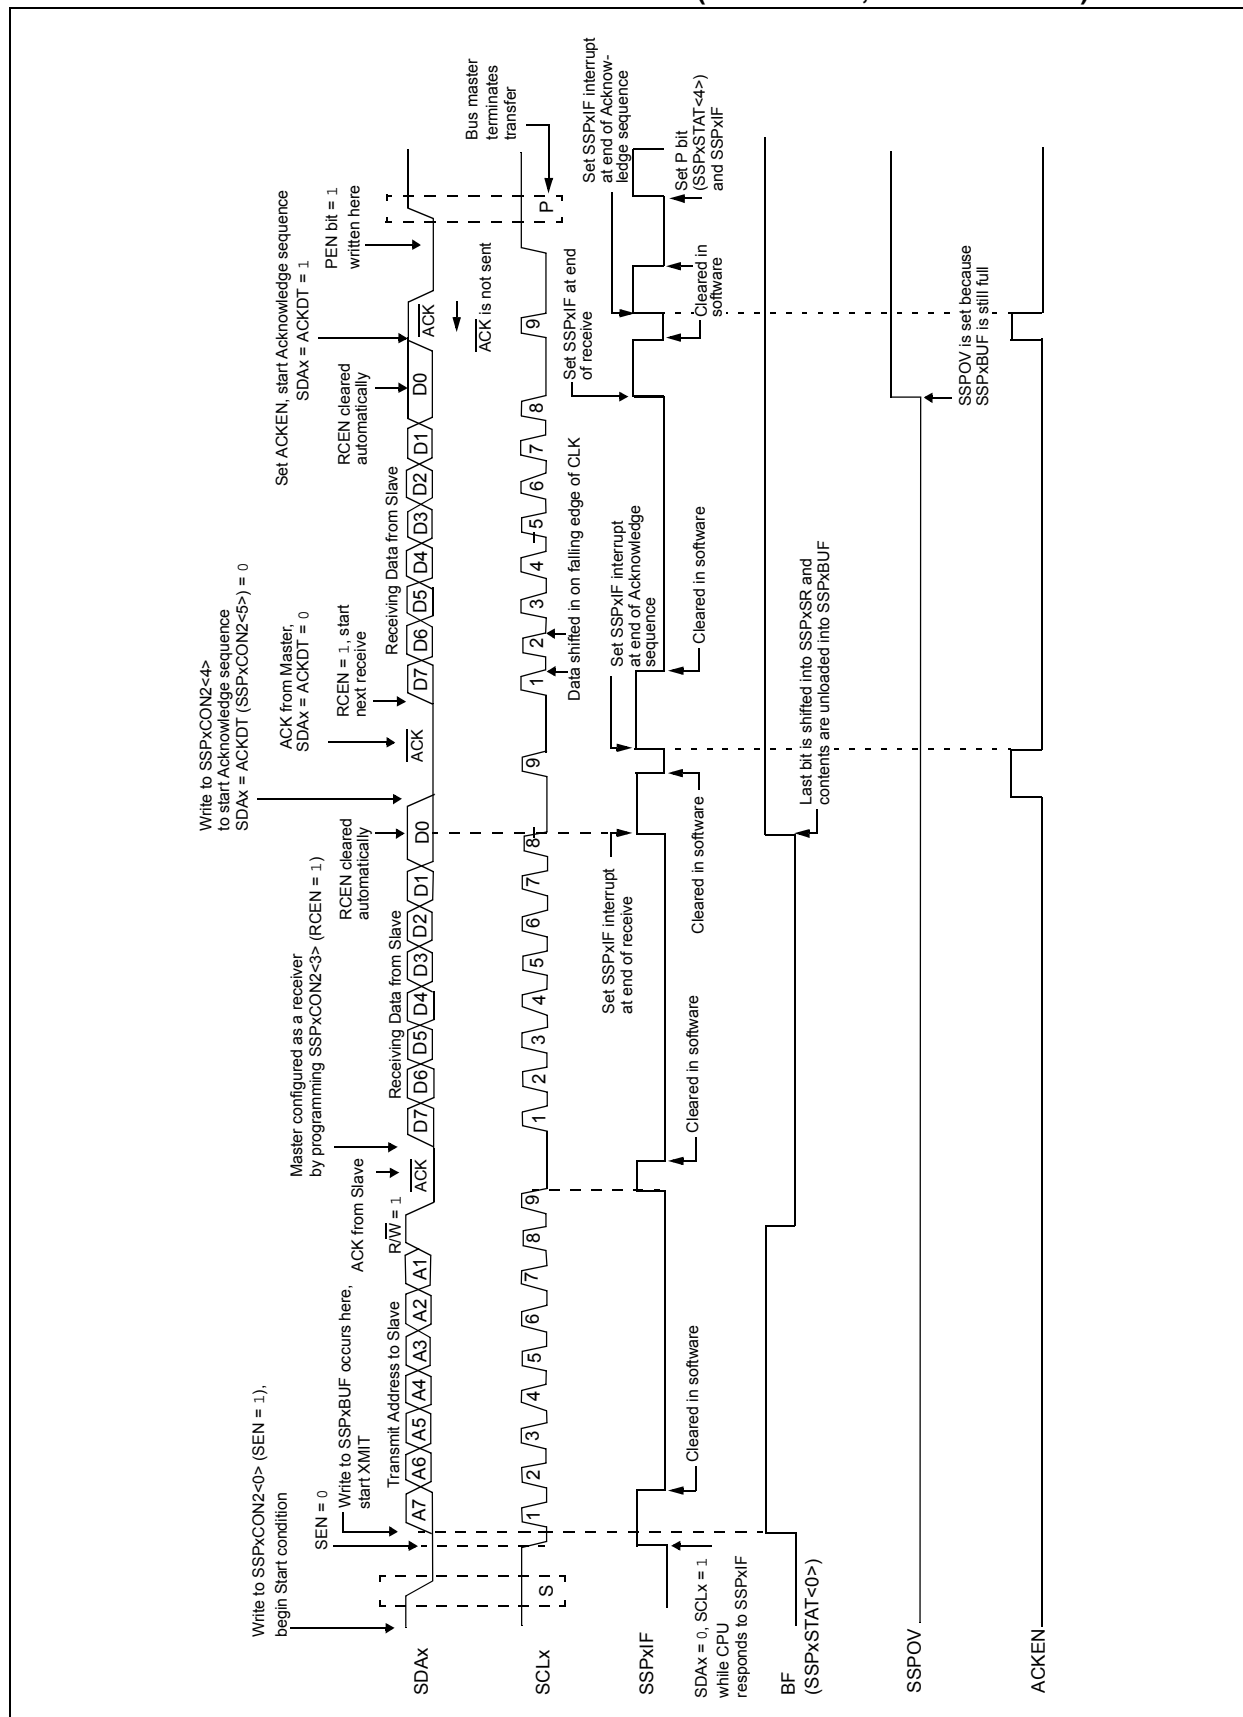 Write to SSPxCON2<4>
to start Acknowledge sequence
SDAx = ACKDT (SSPxCON2<5>) = 0
Set ACKEN, start Acknowledge sequence
SDAx = ACKDT = 1
Write to SSPxCON2<0> (SEN = 1),
begin Start condition
Master configured as a receiver
by programming SSPxCON2<3> (RCEN = 1)
ACK from Master,
SDAx = ACKDT = 0
PEN bit = 1
written here
SEN = 0
Write to SSPxBUF occurs here,
start XMIT
ACK from Slave
RCEN cleared
automatically
RCEN = 1, start
next receive
RCEN cleared
automatically
Transmit Address to Slave
R/W = 1
Receiving Data from Slave
Receiving Data from Slave
SDAx
A7 A6 A5 A4 A3 A2 A1 ACK D7 D6 D5 D4 D3 D2 D1 D0 ACK D7 D6 D5 D4 D3 D2 D1 D0 ACK
ACK is not sent
Bus master
terminates
transfer
SCLx
S 1 2 3 4 5 6 7 8 9 1 2 3 4 5 6 7 8 9 1 2 3 4 5 6 7 8 9 P
Data shifted in on falling edge of CLK
Set SSPxIF interrupt
at end of receive
Set SSPxIF interrupt
at end of Acknowledge
sequence
Set SSPxIF at end
of receive
Set SSPxIF interrupt
at end of Acknow-
ledge sequence
SSPxIF
Set P bit
(SSPxSTAT<4>)
and SSPxIF
SDAx = 0, SCLx = 1
while CPU
responds to SSPxIF
Cleared in software
Cleared in software
Cleared in software
Cleared in software
Cleared in
software
BF
(SSPxSTAT<0>)
Last bit is shifted into SSPxSR and
contents are unloaded into SSPxBUF
SSPOV
SSPOV is set because
SSPxBUF is still full
ACKEN